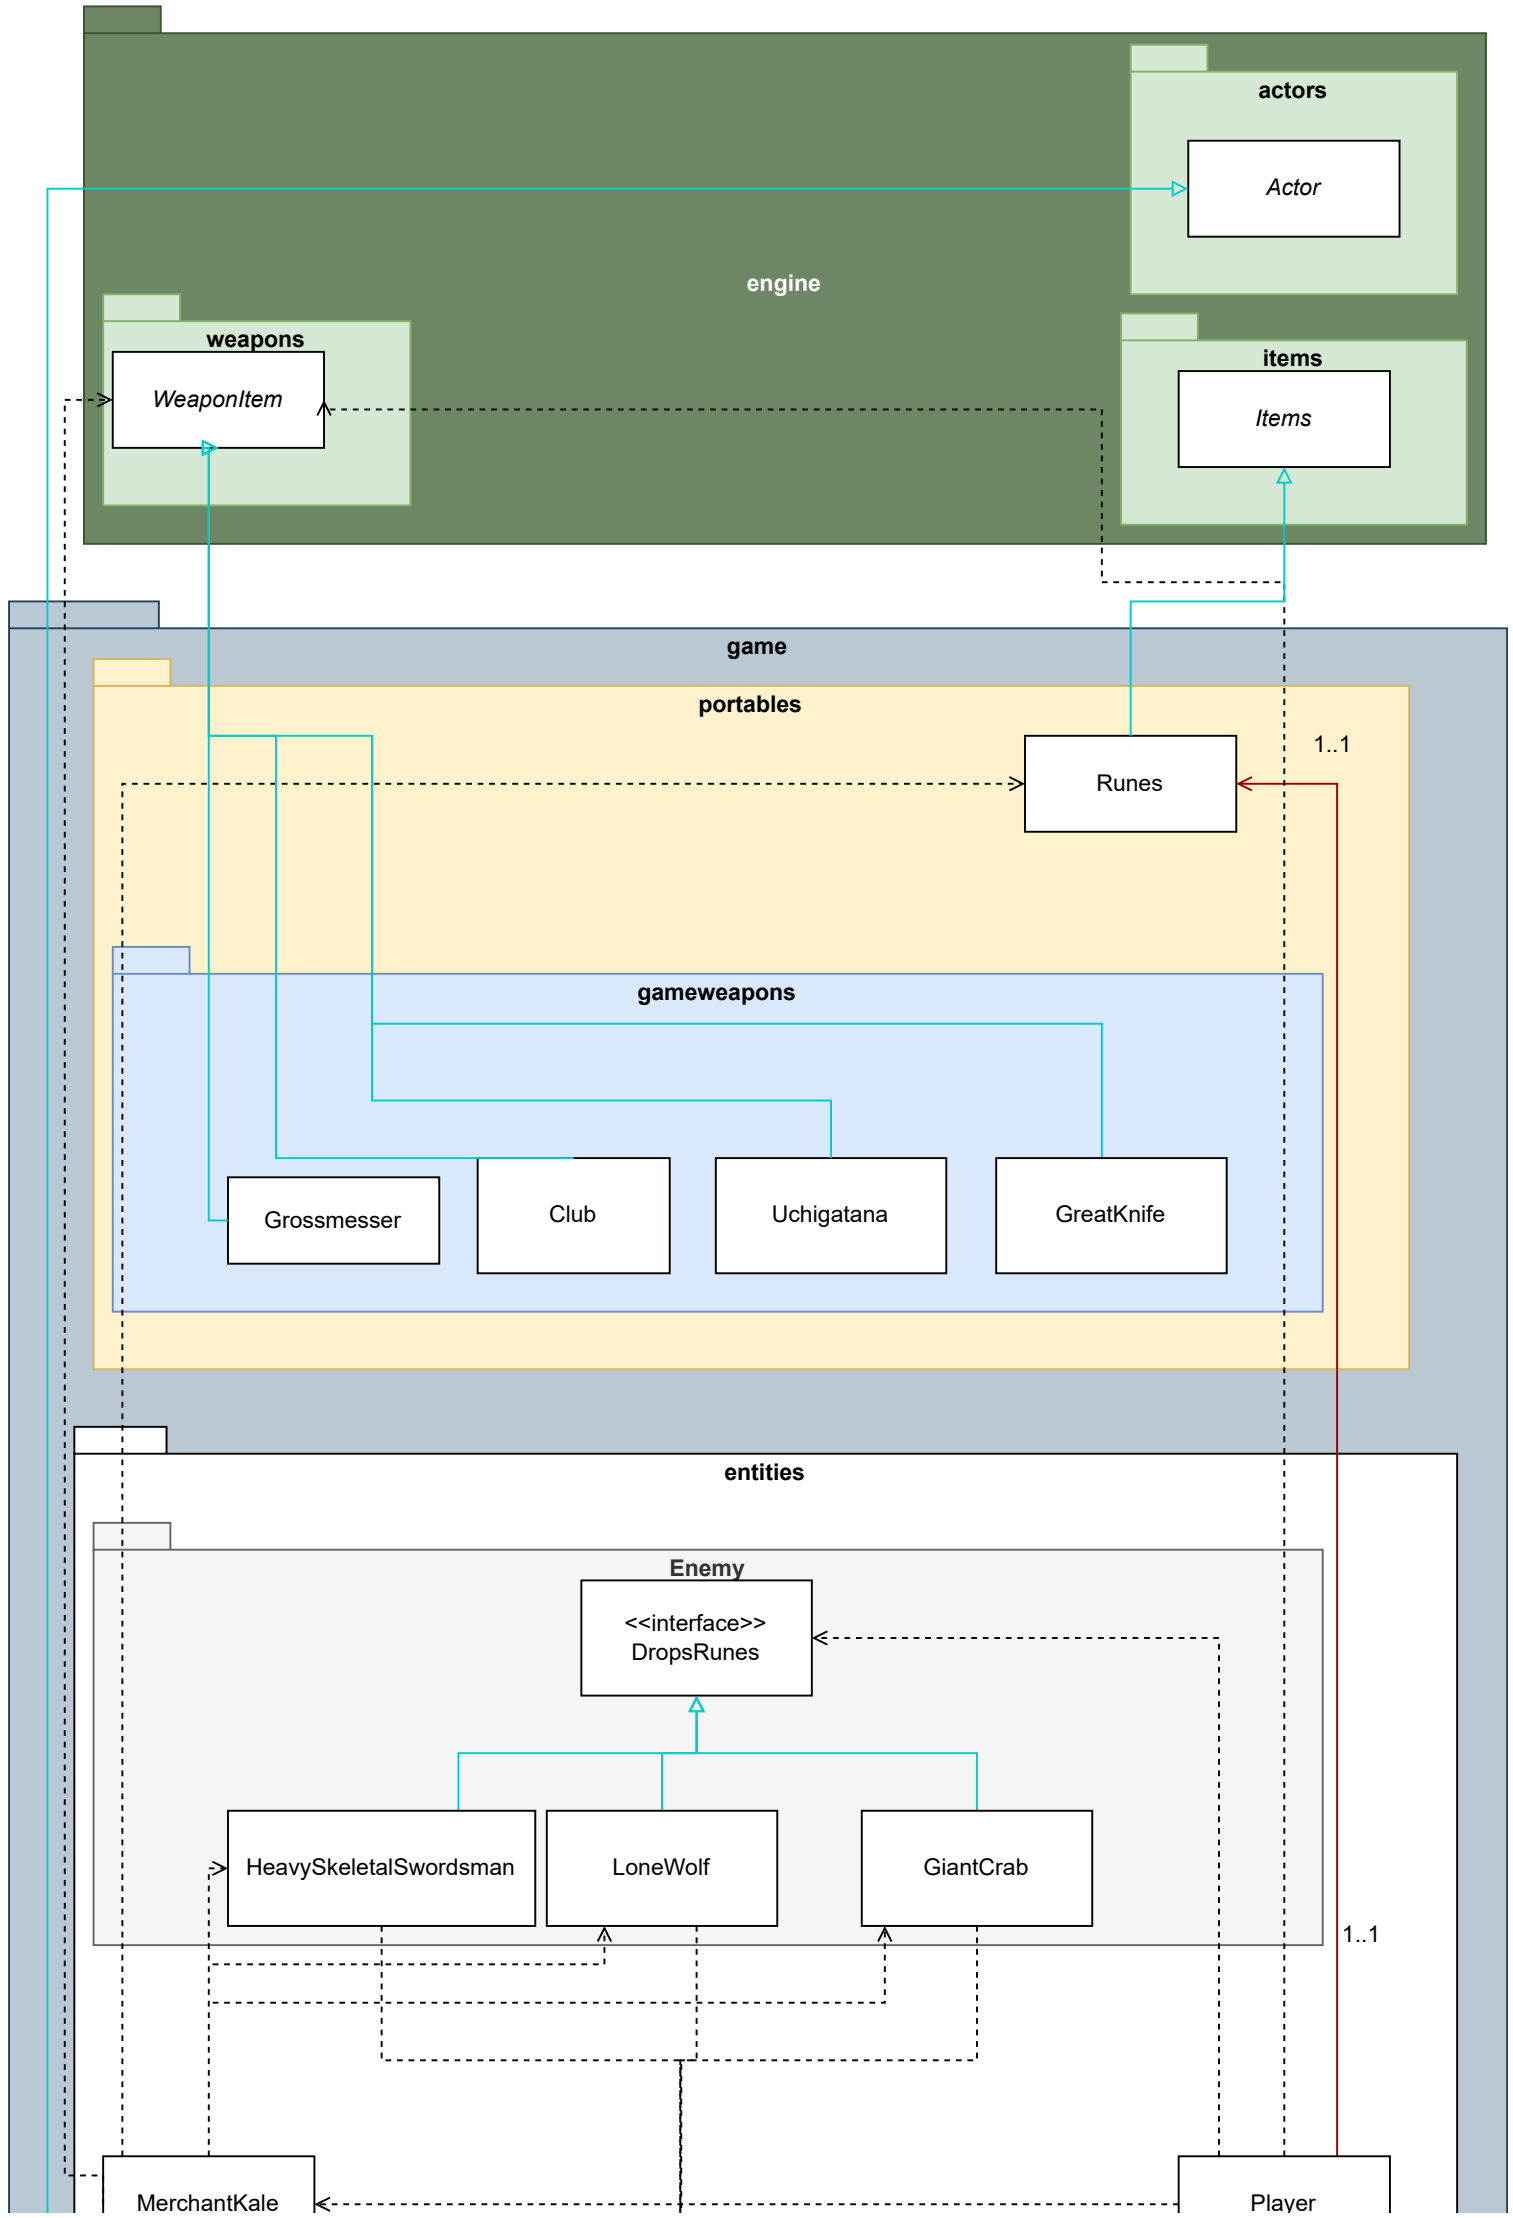 actors
Actor
engine
weapons
WeaponItem
items
Items
game
portables
1..1
Runes
gameweapons
Grossmesser
Club
Uchigatana
GreatKnife
entities
Enemy
<<interface>>
DropsRunes
HeavySkeletalSwordsman
LoneWolf
GiantCrab
1..1
MerchantKale
Player